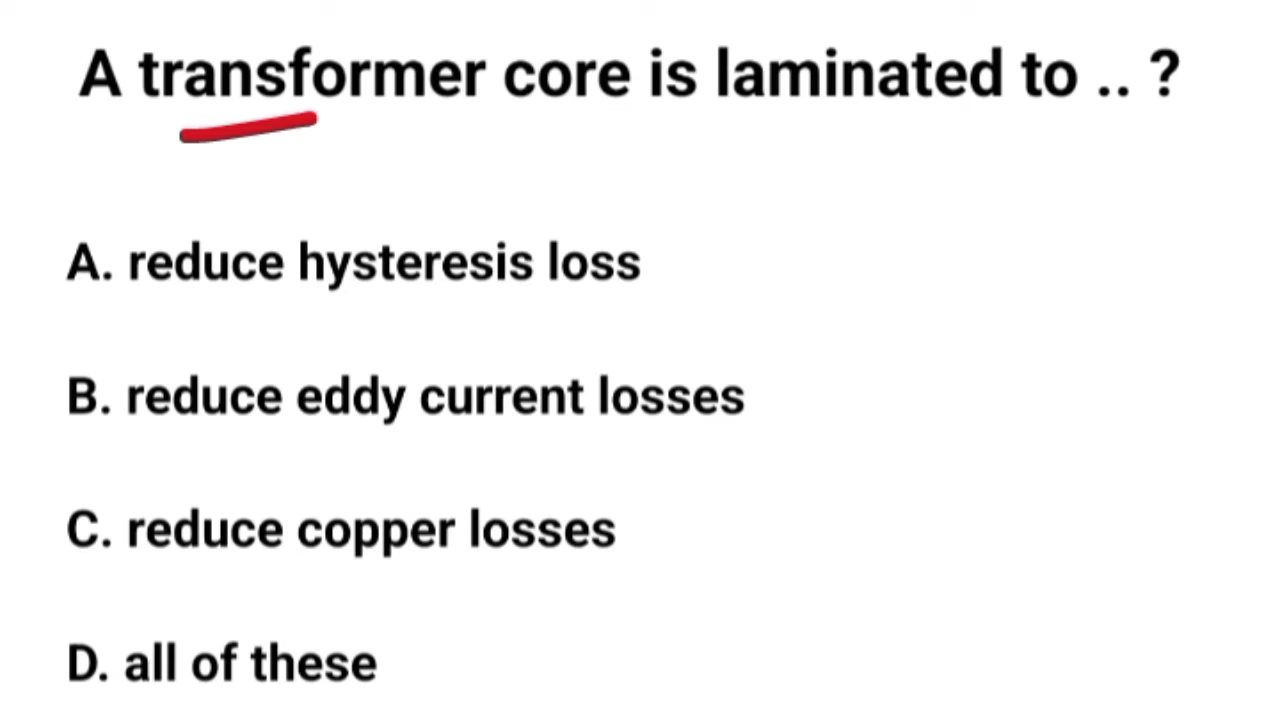 A transformer core is laminated to .. ?
A. reduce hysteresis loss
B. reduce eddy current losses
C. reduce copper losses
D. all of these